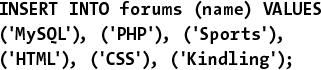 INSERT INTO forums (name) VALUES
('MySQL'), ('PHP'), ('Sports'),
('HTML'), ('CSS'), ('Kindling');